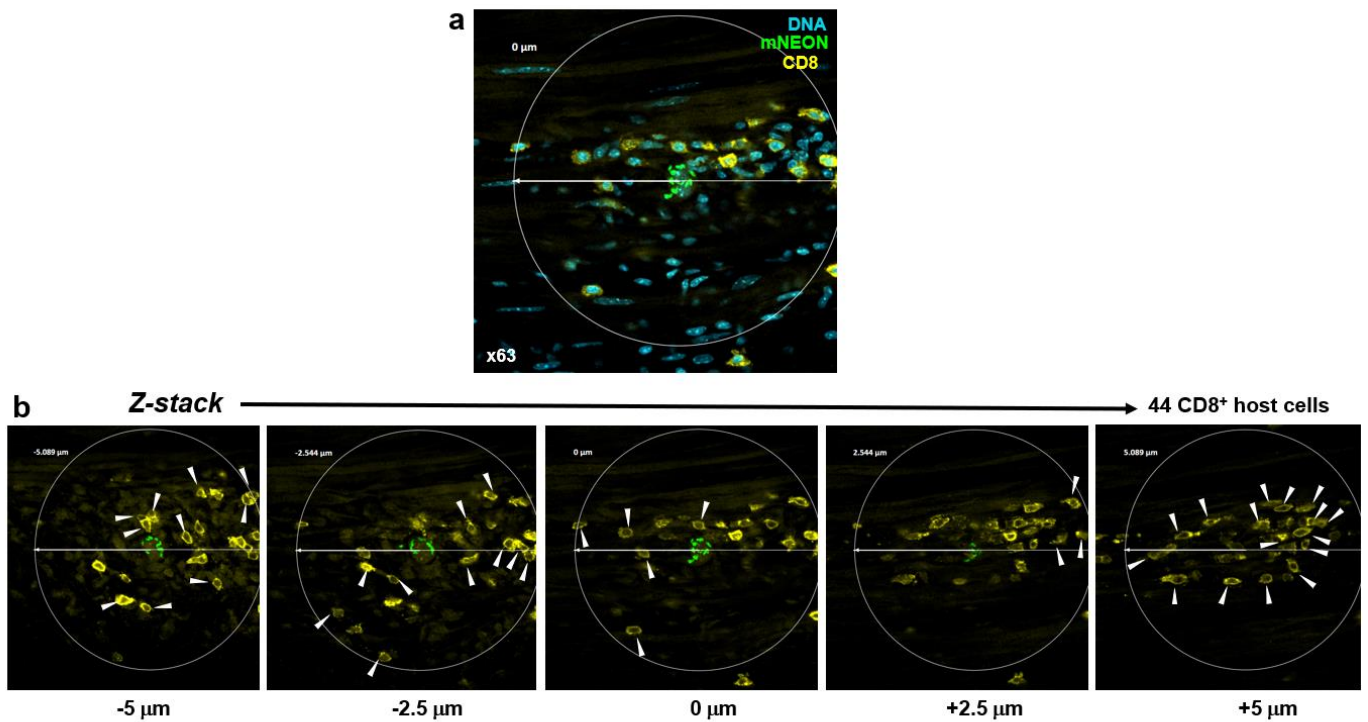 a
0 µm
DNA
mNEON
CD8
x63
b
Z-stack
44 CD8⁺ host cells
-5.089 µm
-2.544 µm
0 µm
2.544 µm
5.089 µm
-5 µm
-2.5 µm
0 µm
+2.5 µm
+5 µm